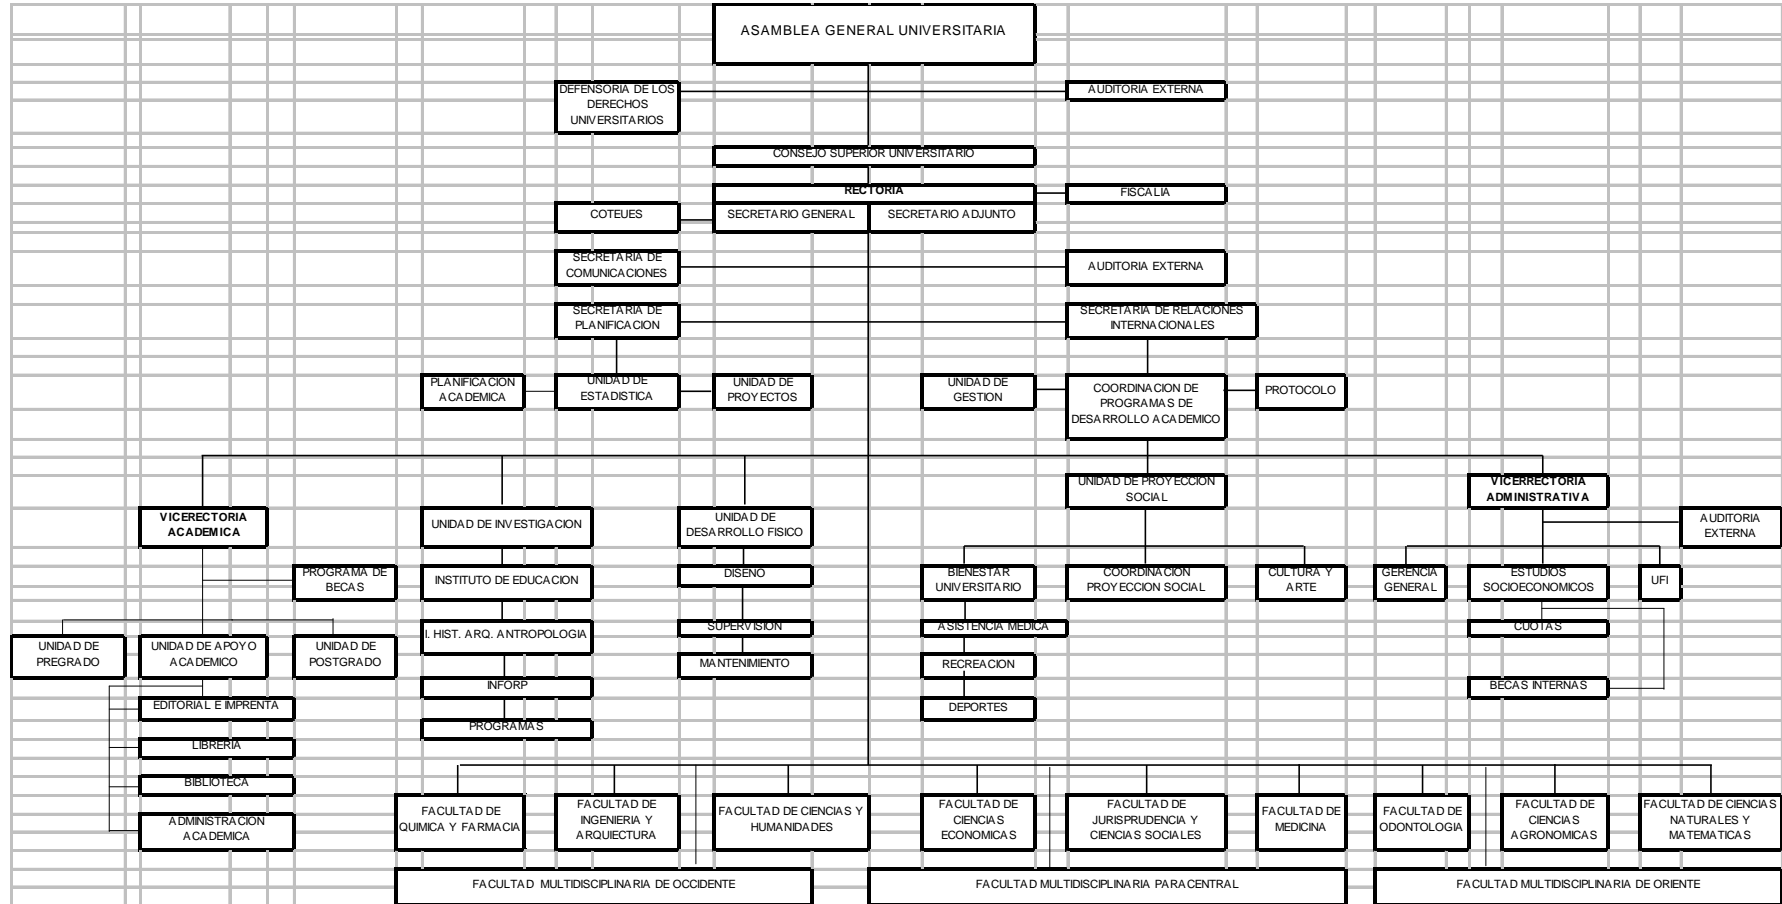 ASAMBLEA GENERAL UNIVERSITARIA
DEFENSORIA DE LOS
DERECHOS
UNIVERSITARIOS
AUDITORIA EXTERNA
CONSEJO SUPERIOR UNIVERSITARIO
RECTORIA
FISCALIA
COTEUES
SECRETARIO GENERAL
SECRETARIO ADJUNTO
SECRETARIA DE
COMUNICACIONES
AUDITORIA EXTERNA
SECRETARIA DE
PLANIFICACION
SECRETARIA DE RELACIONES
INTERNACIONALES
PLANIFICACION
ACADEMICA
UNIDAD DE
ESTADISTICA
UNIDAD DE
PROYECTOS
UNIDAD DE
GESTION
COORDINACION DE
PROGRAMAS DE
DESARROLLO ACADEMICO
PROTOCOLO
UNIDAD DE PROYECCION
SOCIAL
VICERRECTORIA
ADMINISTRATIVA
VICERECTORIA
ACADEMICA
UNIDAD DE INVESTIGACION
UNIDAD DE
DESARROLLO FISICO
AUDITORIA
EXTERNA
PROGRAMA DE
BECAS
INSTITUTO DE EDUCACION
DISEÑO
BIENESTAR
UNIVERSITARIO
COORDINACION
PROYECCION SOCIAL
CULTURA Y
ARTE
GERENCIA
GENERAL
ESTUDIOS
SOCIOECONOMICOS
UFI
UNIDAD DE
PREGRADO
UNIDAD DE APOYO
ACADEMICO
UNIDAD DE
POSTGRADO
I. HIST. ARQ. ANTROPOLOGIA
SUPERVISION
ASISTENCIA MEDICA
CUOTAS
MANTENIMIENTO
RECREACION
INFORP
BECAS INTERNAS
EDITORIAL E IMPRENTA
DEPORTES
PROGRAMAS
LIBRERIA
BIBLIOTECA
ADMINISTRACION
ACADEMICA
FACULTAD DE
QUIMICA Y FARMACIA
FACULTAD DE
INGENIERIA Y
ARQUIECTURA
FACULTAD DE CIENCIAS Y
HUMANIDADES
FACULTAD DE
CIENCIAS
ECONOMICAS
FACULTAD DE
JURISPRUDENCIA Y
CIENCIAS SOCIALES
FACULTAD DE
MEDICINA
FACULTAD DE
ODONTOLOGIA
FACULTAD DE
CIENCIAS
AGRONOMICAS
FACULTAD DE CIENCIAS
NATURALES Y
MATEMATICAS
FACULTAD MULTIDISCIPLINARIA DE OCCIDENTE
FACULTAD MULTIDISCIPLINARIA PARACENTRAL
FACULTAD MULTIDISCIPLINARIA DE ORIENTE